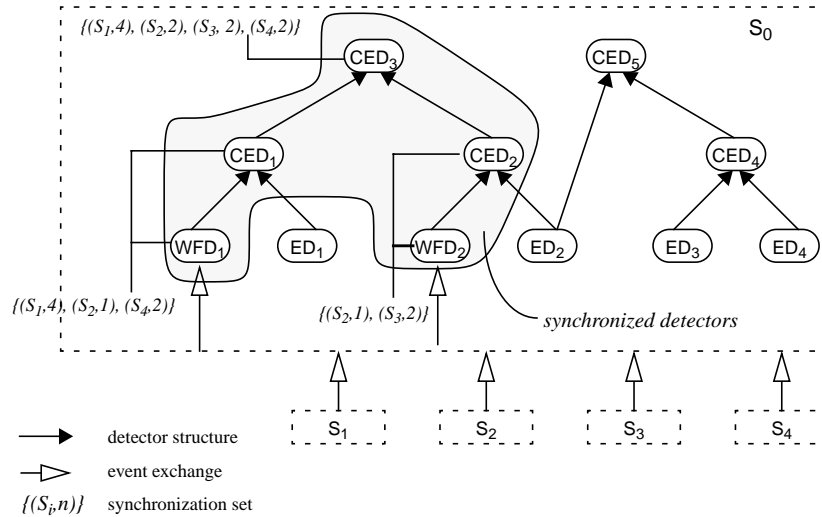 {(S1,4), (S2,2), (S3, 2), (S4,2)}
S0
CED3
CED5
CED1
CED2
CED4
WFD1
ED1
WFD2
ED2
ED3
ED4
{(S1,4), (S2,1), (S4,2)}
{(S2,1), (S3,2)}
synchronized detectors
S1
S2
S3
S4
detector structure
event exchange
{(Si,n)} synchronization set